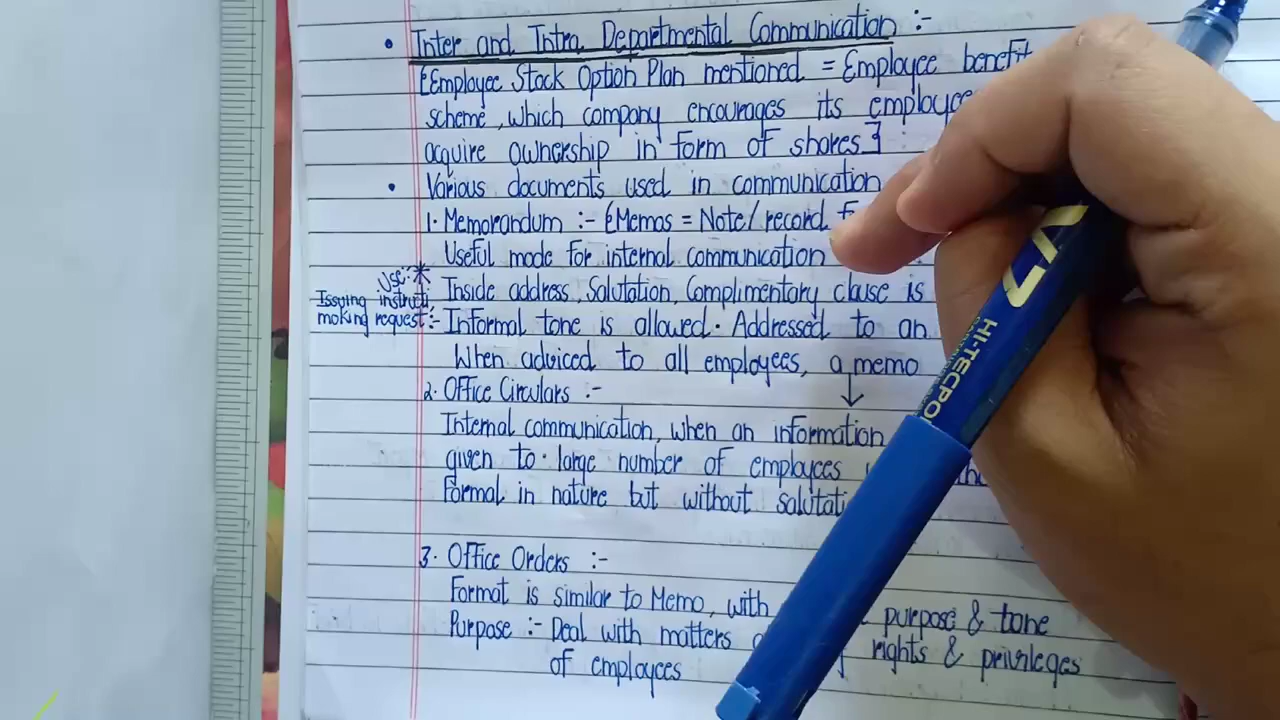 • Inter and Intra Departmental Communication :-
[Employee Stock Option Plan mentioned = Employee benefit
scheme, which company encourages its employee
acquire ownership in form of shares]
• Various documents used in communication
1. Memorandum :- [Memos = Note/record
Useful mode for internal communication
Use:- *
Issuing instructi
making request:-
Inside address, Salutation, Complimentary clause is
Informal tone is allowed. Addressed to an
When adviced to all employees, a memo
2. Office Circulars :-
Internal communication, when an information
given to large number of employees
Formal in nature but without salutati
3. Office Orders :-
Format is similar to Memo, with purpose & tone
Purpose :- Deal with matters rights & privileges
of employees
V7
HI-TECPO